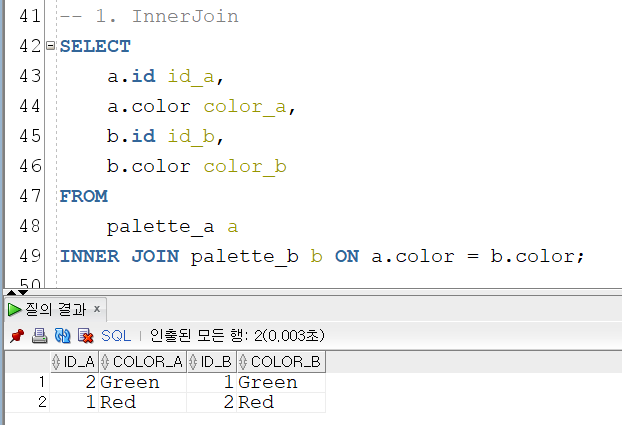 41 -- 1. InnerJoin
42 SELECT
43 a.id id_a,
44 a.color color_a,
45 b.id id_b,
46 b.color color_b
47 FROM
48 palette_a a
49 INNER JOIN palette_b b ON a.color = b.color;
50
질의 결과 x
SQL | 인출된 모든 행: 2(0,003초)
ID_A COLOR_A ID_B COLOR_B
1 2 Green 1 Green
2 1 Red 2 Red